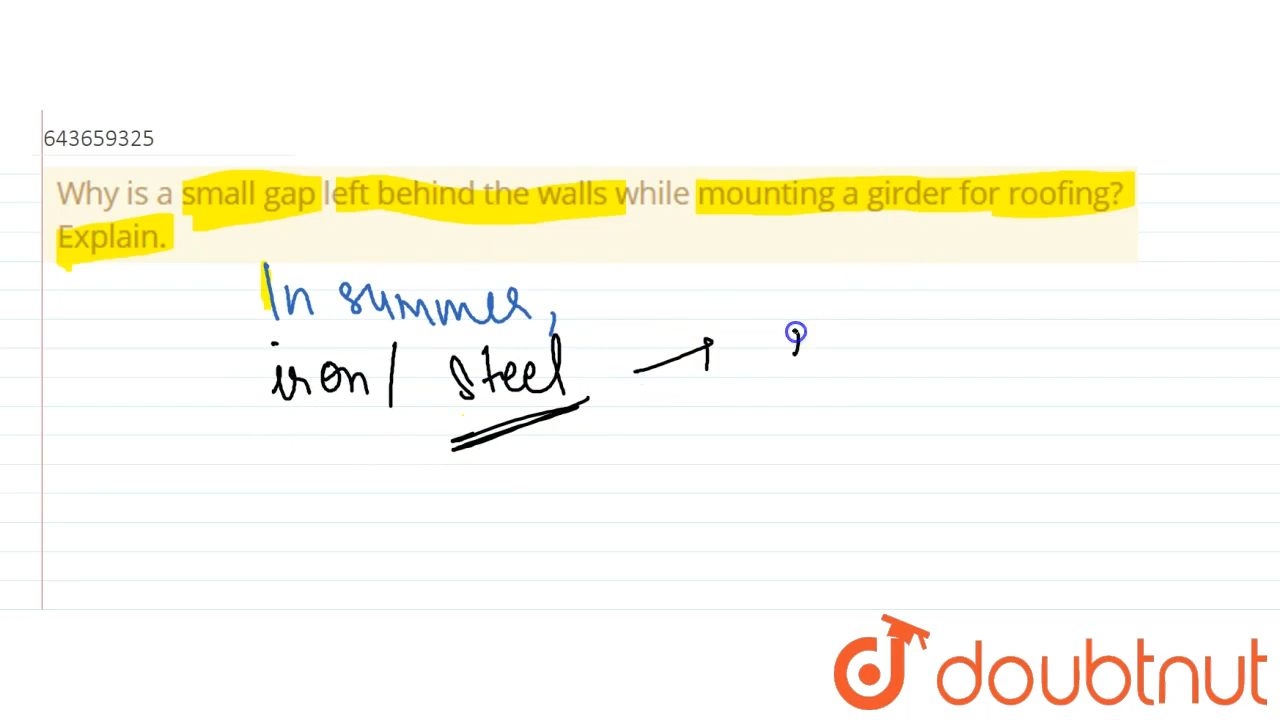 643659325
Why is a small gap left behind the walls while mounting a girder for roofing?
Explain.
In summer,
iron/ steel →
doubtnut